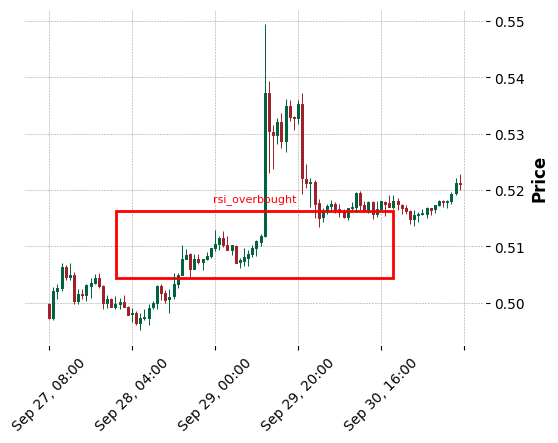 0.55
0.54
0.53
0.52
0.51
0.50
Price
rsi_overbought
Sep 27, 08:00
Sep 28, 04:00
Sep 29, 00:00
Sep 29, 20:00
Sep 30, 16:00